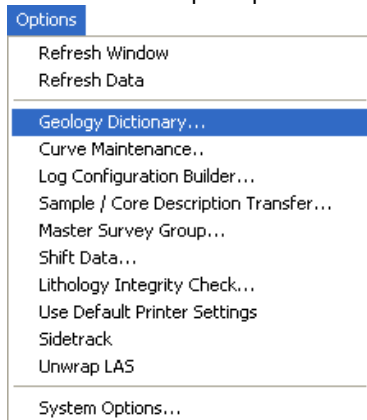 Options
Refresh Window
Refresh Data
Geology Dictionary...
Curve Maintenance..
Log Configuration Builder...
Sample / Core Description Transfer...
Master Survey Group...
Shift Data...
Lithology Integrity Check...
Use Default Printer Settings
Sidetrack
Unwrap LAS
System Options...